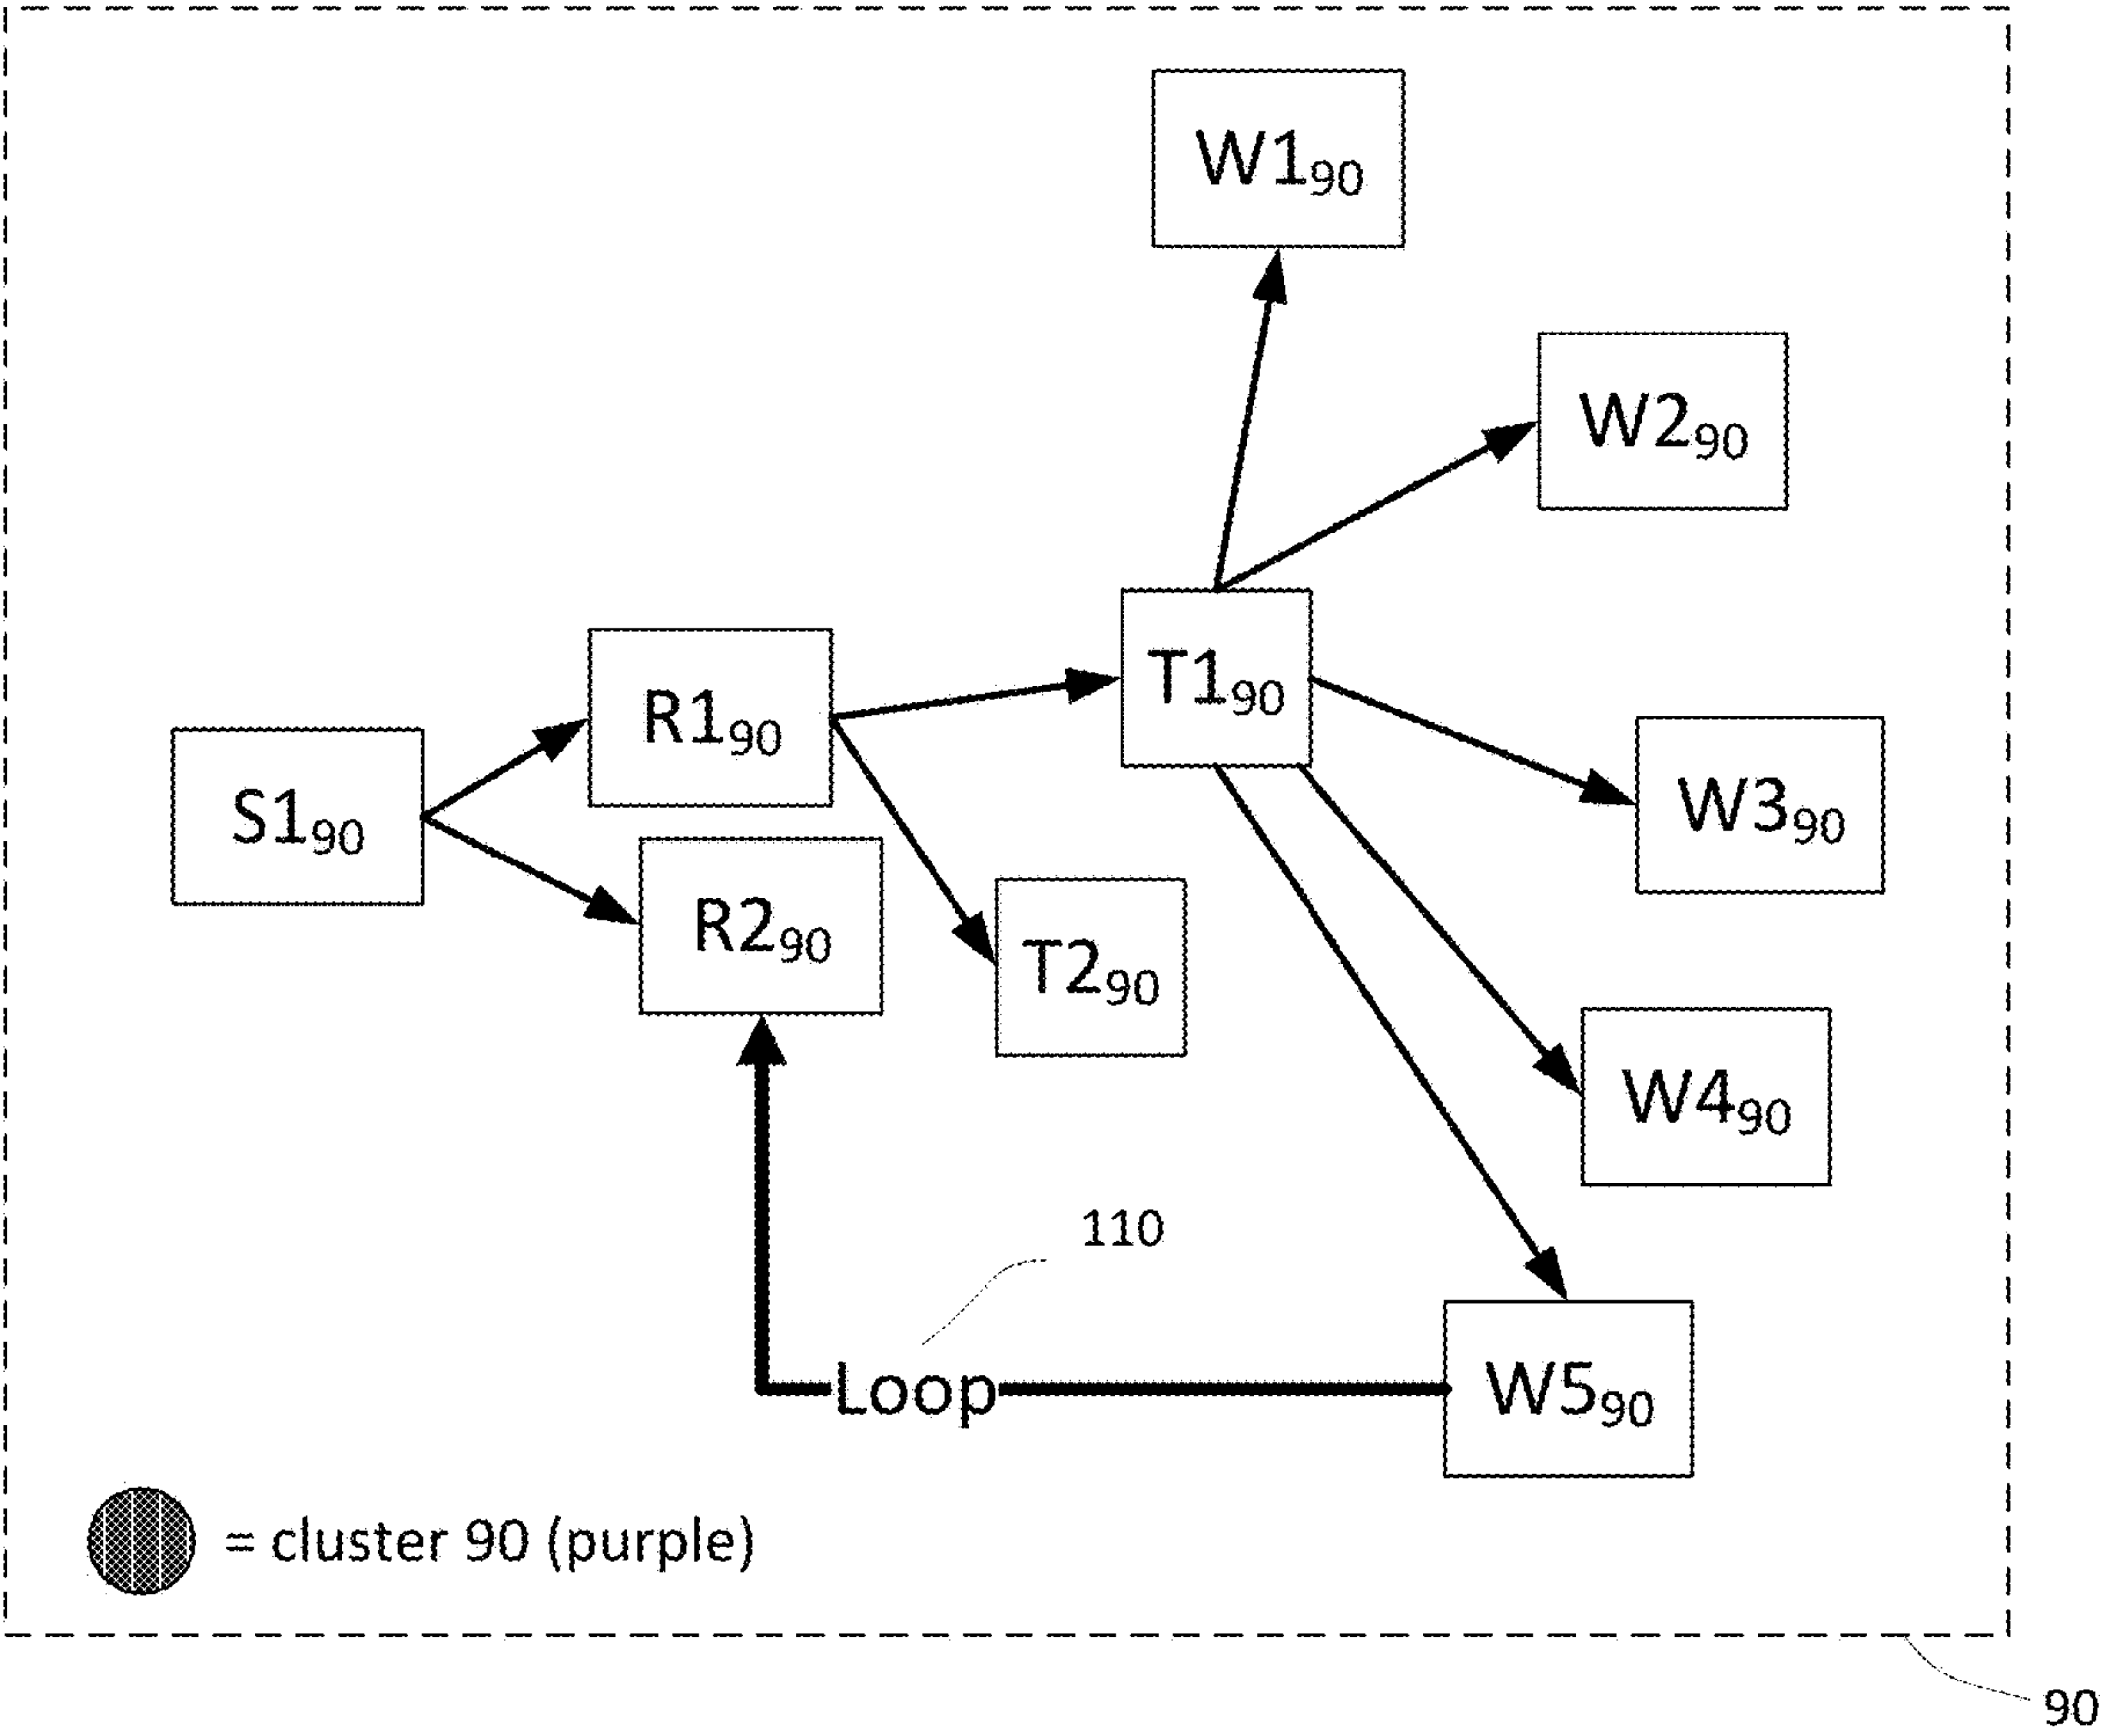 W1₉₀
W2₉₀
T1₉₀
R1₉₀
W3₉₀
S1₉₀
R2₉₀
T2₉₀
W4₉₀
110
Loop
W5₉₀
= cluster 90 (purple)
90